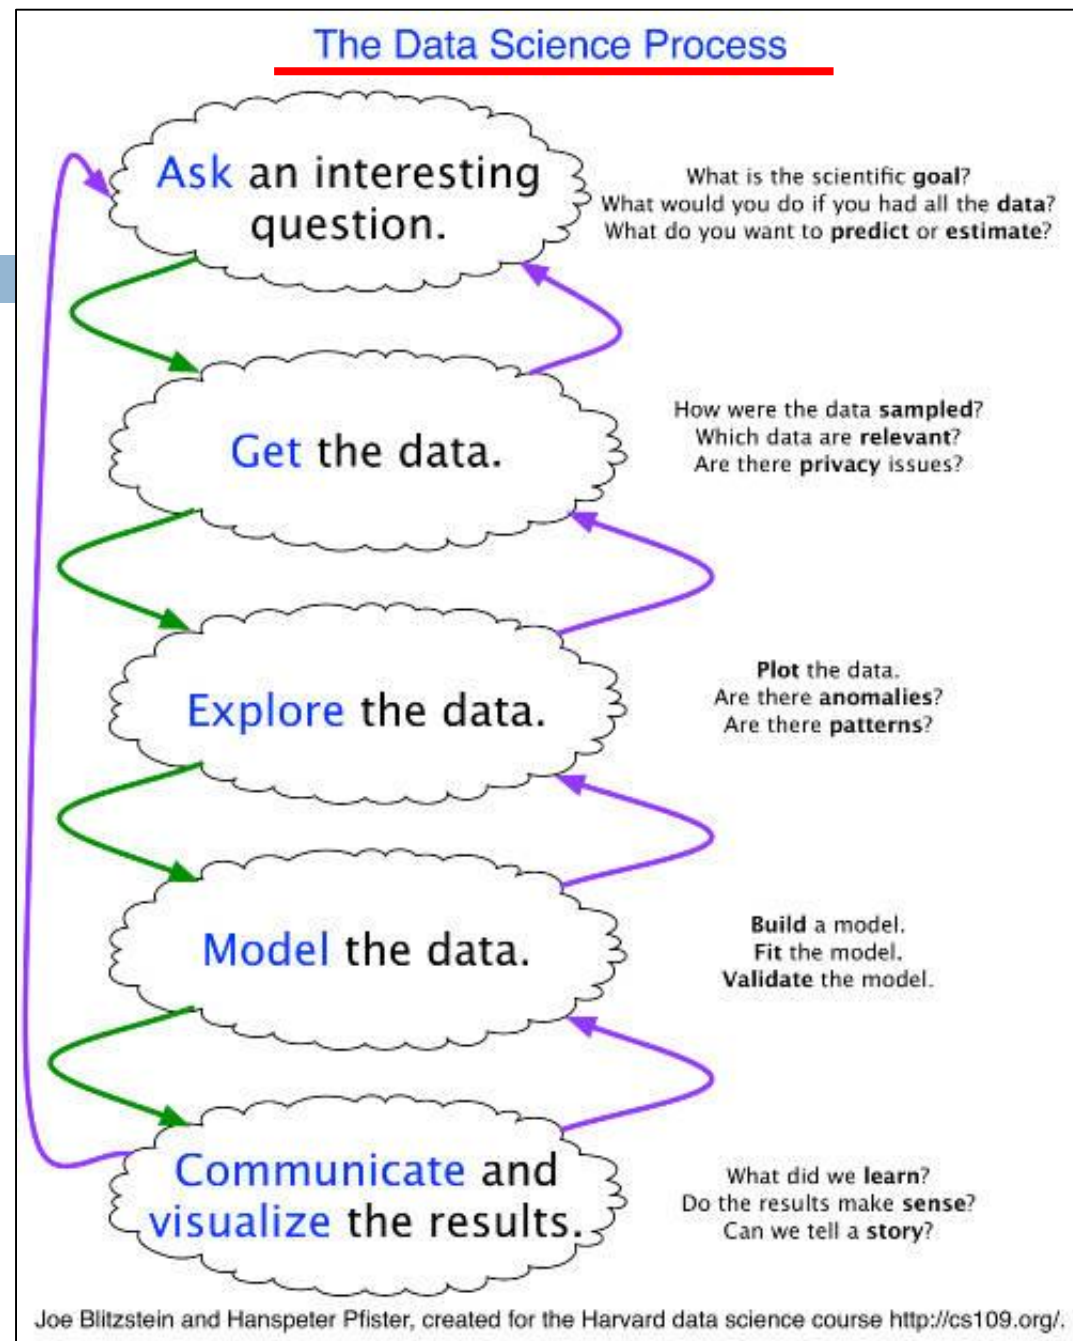 The Data Science Process
Ask an interesting
question.
What is the scientific goal?
What would you do if you had all the data?
What do you want to predict or estimate?
Get the data.
How were the data sampled?
Which data are relevant?
Are there privacy issues?
Explore the data.
Plot the data.
Are there anomalies?
Are there patterns?
Model the data.
Build a model.
Fit the model.
Validate the model.
Communicate and
visualize the results.
What did we learn?
Do the results make sense?
Can we tell a story?
Joe Blitzstein and Hanspeter Pfister, created for the Harvard data science course http://cs109.org/.